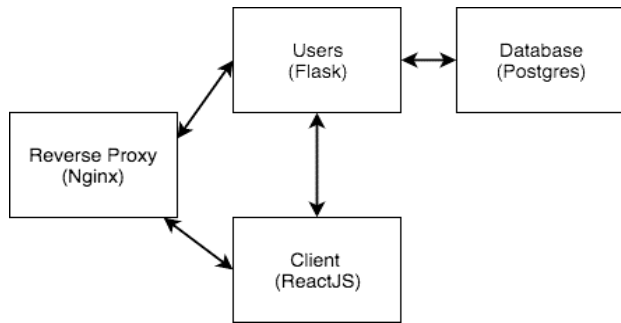 Users
(Flask)
Database
(Postgres)
Reverse Proxy
(Nginx)
Client
(ReactJS)